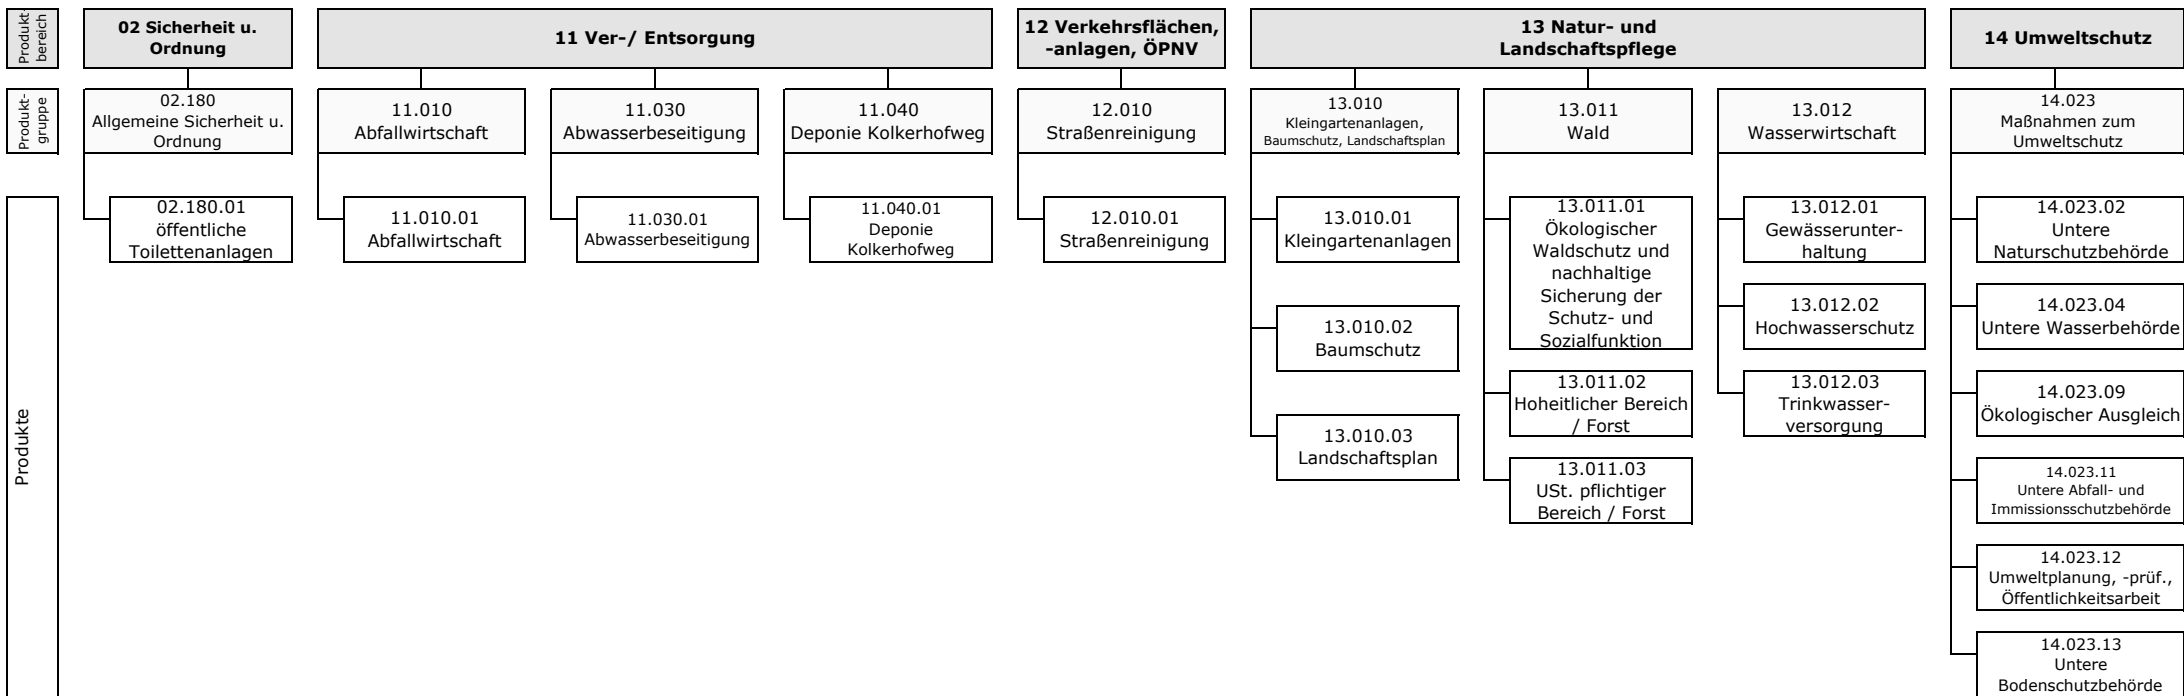 Produkt-
bereich
02 Sicherheit u.
Ordnung
11 Ver-/ Entsorgung
12 Verkehrsflächen,
-anlagen, ÖPNV
13 Natur- und
Landschaftspflege
14 Umweltschutz
Produkt-
gruppe
02.180
Allgemeine Sicherheit u.
Ordnung
11.010
Abfallwirtschaft
11.030
Abwasserbeseitigung
11.040
Deponie Kolkerhofweg
12.010
Straßenreinigung
13.010
Kleingartenanlagen,
Baumschutz, Landschaftsplan
13.011
Wald
13.012
Wasserwirtschaft
14.023
Maßnahmen zum
Umweltschutz
Produkte
02.180.01
öffentliche
Toilettenanlagen
11.010.01
Abfallwirtschaft
11.030.01
Abwasserbeseitigung
11.040.01
Deponie
Kolkerhofweg
12.010.01
Straßenreinigung
13.010.01
Kleingartenanlagen
13.010.02
Baumschutz
13.010.03
Landschaftsplan
13.011.01
Ökologischer
Waldschutz und
nachhaltige
Sicherung der
Schutz- und
Sozialfunktion
13.011.02
Hoheitlicher Bereich
/ Forst
13.011.03
USt. pflichtiger
Bereich / Forst
13.012.01
Gewässerunter-
haltung
13.012.02
Hochwasserschutz
13.012.03
Trinkwasser-
versorgung
14.023.02
Untere
Naturschutzbehörde
14.023.04
Untere Wasserbehörde
14.023.09
Ökologischer Ausgleich
14.023.11
Untere Abfall- und
Immissionsschutzbehörde
14.023.12
Umweltplanung, -prüf.,
Öffentlichkeitsarbeit
14.023.13
Untere
Bodenschutzbehörde